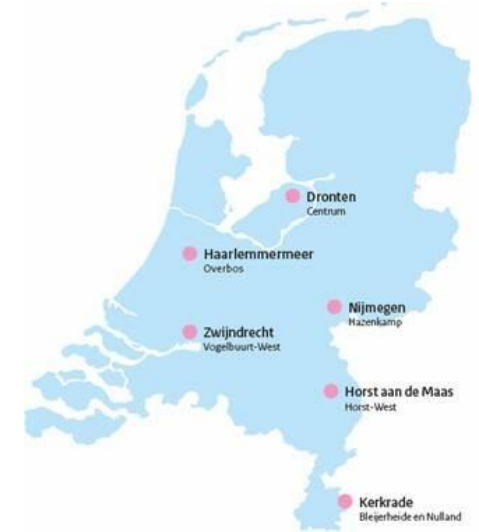 Dronten
Centrum
Haarlemmermeer
Overbos
Nijmegen
Hazenkamp
Zwijndrecht
Vogelbuurt-West
Horst aan de Maas
Horst-West
Kerkrade
Bleijerheide en Nulland